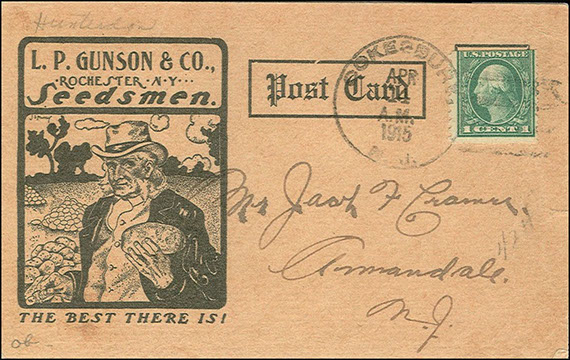 Hunterdon
L. P. GUNSON & CO.,
· ROCHESTER · N · Y · · ·
Seedsmen.
THE BEST THERE IS!
Post Card
APR
A.M.
1915
N.J.
U.S. POSTAGE
1 CENT 1
Mr Jacob F Cramer
Annandale.
N. J.